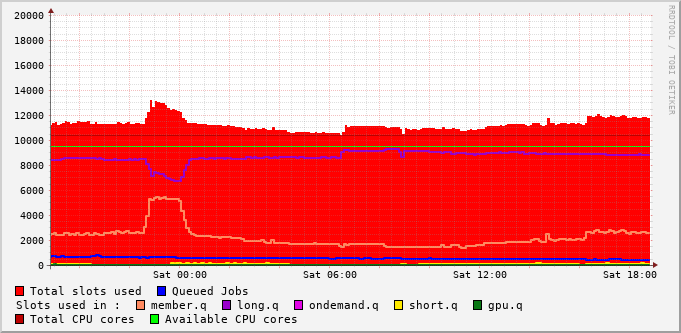 20000
18000
16000
14000
12000
10000
8000
6000
4000
2000
0
Sat 00:00 Sat 06:00 Sat 12:00 Sat 18:00
RRDTOOL / TOBI OETIKER
Total slots used Queued Jobs
Slots used in : member.q long.q ondemand.q short.q gpu.q
Total CPU cores Available CPU cores